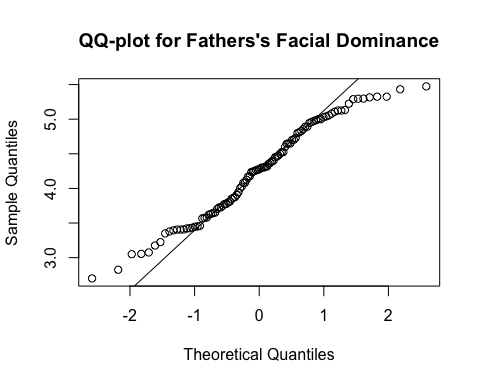 QQ-plot for Fathers's Facial Dominance
Sample Quantiles
5.0
4.0
3.0
-2 -1 0 1 2
Theoretical Quantiles